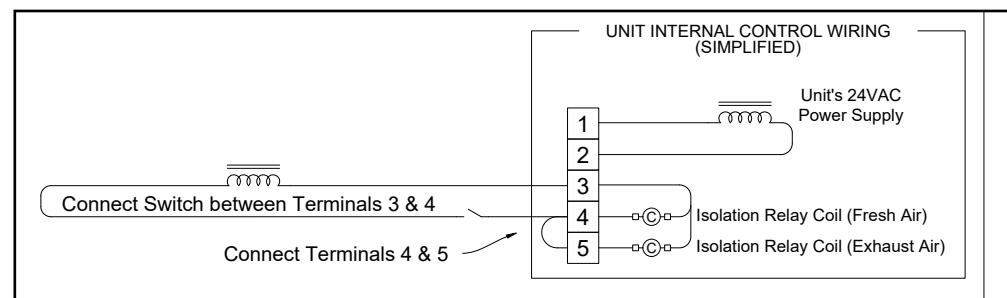 UNIT INTERNAL CONTROL WIRING
(SIMPLIFIED)
Unit's 24VAC
Power Supply
1
2
3
4
5
Connect Switch between Terminals 3 & 4
Connect Terminals 4 & 5
C
Isolation Relay Coil (Fresh Air)
C
Isolation Relay Coil (Exhaust Air)